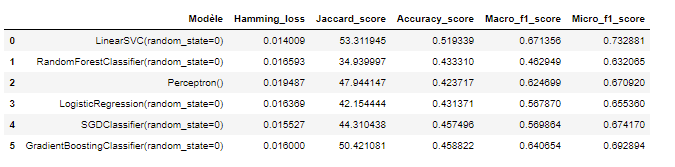 Modèle Hamming_loss Jaccard_score Accuracy_score Macro_f1_score Micro_f1_score
0 LinearSVC(random_state=0) 0.014009 53.311945 0.519339 0.671356 0.732881
1 RandomForestClassifier(random_state=0) 0.016593 34.939997 0.433310 0.462949 0.632065
2 Perceptron() 0.019487 47.944147 0.423717 0.624699 0.670920
3 LogisticRegression(random_state=0) 0.016369 42.154444 0.431371 0.567870 0.655360
4 SGDClassifier(random_state=0) 0.015527 44.310438 0.457496 0.569864 0.674170
5 GradientBoostingClassifier(random_state=0) 0.016000 50.421081 0.458822 0.640654 0.692894